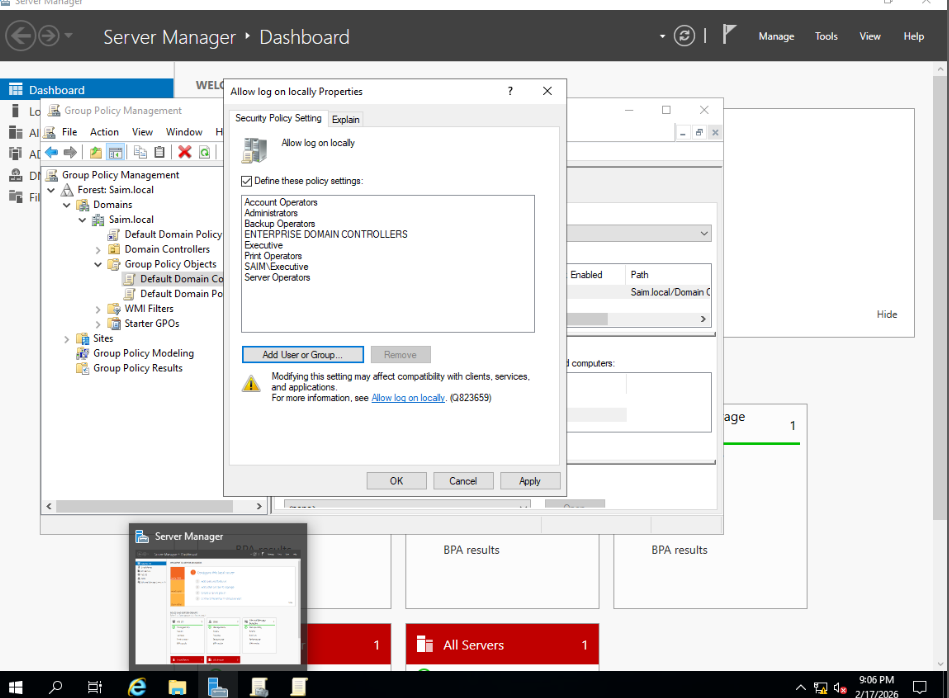 Server Manager
Server Manager • Dashboard
Manage Tools View Help
Dashboard
WELC
Lo
Al
AD
DN
Fil
Group Policy Management
File Action View Window H
Group Policy Management
Forest: Saim.local
Domains
Saim.local
Default Domain Policy
Domain Controllers
Group Policy Objects
Default Domain Co
Default Domain Po
WMI Filters
Starter GPOs
Sites
Group Policy Modeling
Group Policy Results
Allow log on locally Properties
?
Security Policy Setting Explain
Allow log on locally
Define these policy settings:
Account Operators
Administrators
Backup Operators
ENTERPRISE DOMAIN CONTROLLERS
Executive
Print Operators
SAIM\Executive
Server Operators
Add User or Group... Remove
Modifying this setting may affect compatibility with clients, services,
and applications.
For more information, see Allow log on locally. (Q823659)
OK Cancel Apply
Enabled Path
Saim.local/Domain C
d computers:
Hide
age 1
Server Manager
BPA results
BPA results
1
All Servers 1
9:06 PM
2/17/2026